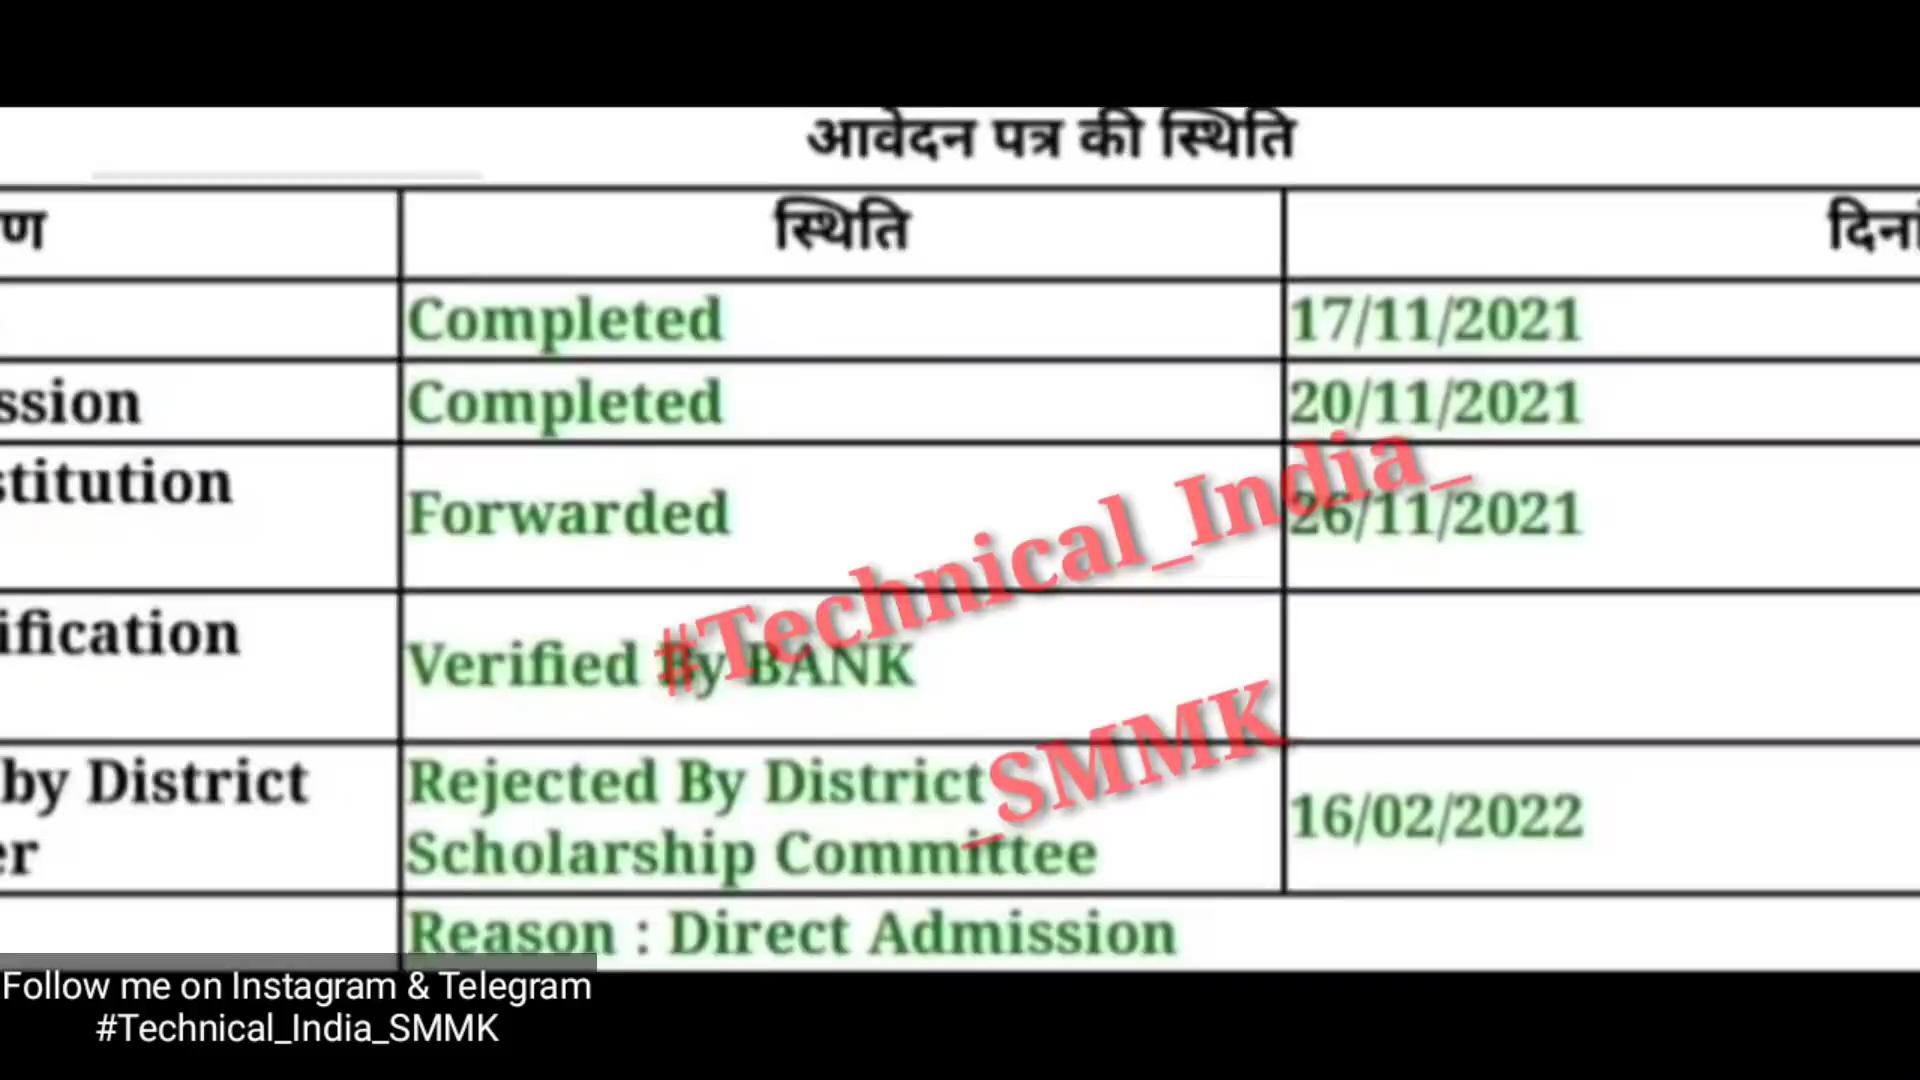 आवेदन पत्र की स्थिति
ण स्थिति
Completed 17/11/2021
ssion Completed 20/11/2021
stitution
Forwarded 26/11/2021
ification
Verified By BANK
by District Rejected By District
16/02/2022
er Scholarship Committee
Reason : Direct Admission
#Technical_India_
_SMMK
Follow me on Instagram & Telegram
#Technical_India_SMMK